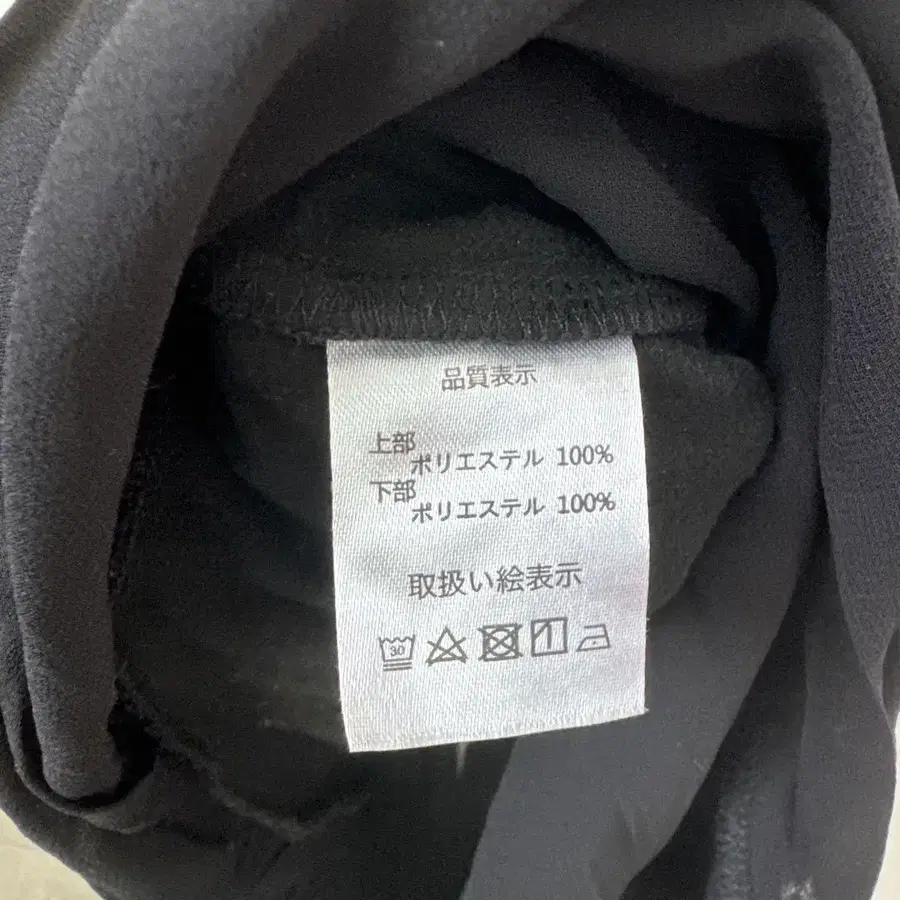 品質表示
上部
ポリエステル 100%
下部
ポリエステル 100%
取扱い絵表示
30